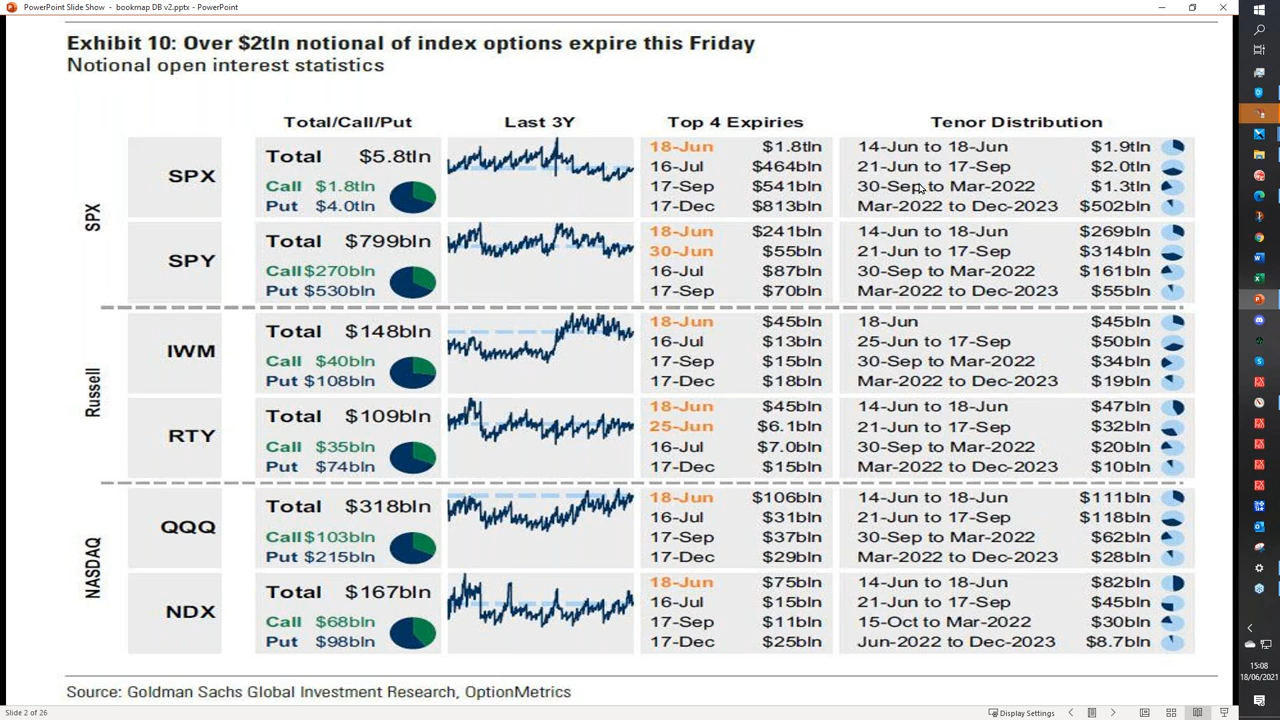 PowerPoint Slide Show - bookmap DB v2.pptx - PowerPoint
Exhibit 10: Over $2tln notional of index options expire this Friday
Notional open interest statistics
Total/Call/Put Last 3Y Top 4 Expiries Tenor Distribution
SPX
SPX
Total $5.8tln
Call $1.8tln
Put $4.0tln
18-Jun $1.8tln
16-Jul $464bln
17-Sep $541bln
17-Dec $813bln
14-Jun to 18-Jun $1.9tln
21-Jun to 17-Sep $2.0tln
30-Sep to Mar-2022 $1.3tln
Mar-2022 to Dec-2023 $502bln
SPY
Total $799bln
Call $270bln
Put $530bln
18-Jun $241bln
30-Jun $55bln
16-Jul $87bln
17-Sep $70bln
14-Jun to 18-Jun $269bln
21-Jun to 17-Sep $314bln
30-Sep to Mar-2022 $161bln
Mar-2022 to Dec-2023 $55bln
Russell
IWM
Total $148bln
Call $40bln
Put $108bln
18-Jun $45bln
16-Jul $13bln
17-Sep $15bln
17-Dec $18bln
18-Jun $45bln
25-Jun to 17-Sep $50bln
30-Sep to Mar-2022 $34bln
Mar-2022 to Dec-2023 $19bln
RTY
Total $109bln
Call $35bln
Put $74bln
18-Jun $45bln
25-Jun $6.1bln
16-Jul $7.0bln
17-Dec $15bln
14-Jun to 18-Jun $47bln
21-Jun to 17-Sep $32bln
30-Sep to Mar-2022 $20bln
Mar-2022 to Dec-2023 $10bln
NASDAQ
QQQ
Total $318bln
Call $103bln
Put $215bln
18-Jun $106bln
16-Jul $31bln
17-Sep $37bln
17-Dec $29bln
14-Jun to 18-Jun $111bln
21-Jun to 17-Sep $118bln
30-Sep to Mar-2022 $62bln
Mar-2022 to Dec-2023 $28bln
NDX
Total $167bln
Call $68bln
Put $98bln
18-Jun $75bln
16-Jul $15bln
17-Sep $11bln
17-Dec $25bln
14-Jun to 18-Jun $82bln
21-Jun to 17-Sep $45bln
15-Oct to Mar-2022 $30bln
Jun-2022 to Dec-2023 $8.7bln
Source: Goldman Sachs Global Investment Research, OptionMetrics
Slide 2 of 26
Display Settings
15:08
18/06/2021